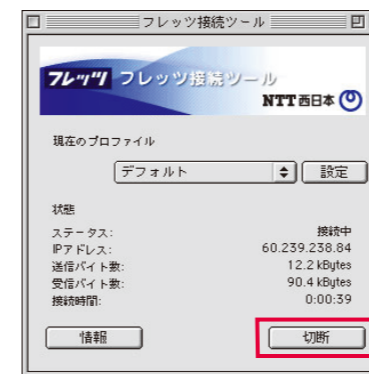 フレッツ接続ツール
フレッツ フレッツ接続ツール
NTT西日本
現在のプロファイル
デフォルト 設定
状態
ステータス: 接続中
IPアドレス: 60.239.238.84
送信バイト数: 12.2 kBytes
受信バイト数: 90.4 kBytes
接続時間: 0:00:39
情報 切断